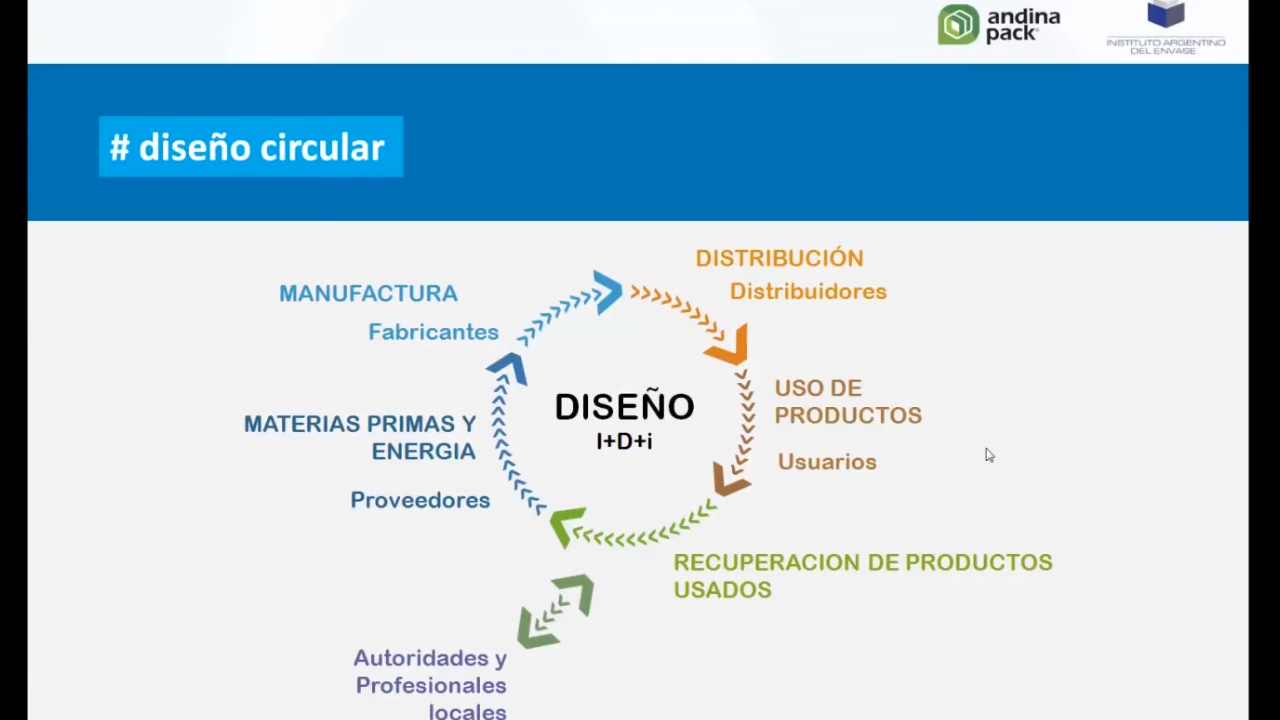 andina
pack
INSTITUTO ARGENTINO
DEL ENVASE
# diseño circular
DISTRIBUCIÓN
Distribuidores
MANUFACTURA
Fabricantes
USO DE
PRODUCTOS
Usuarios
DISEÑO
I+D+i
MATERIAS PRIMAS Y
ENERGIA
Proveedores
RECUPERACION DE PRODUCTOS
USADOS
Autoridades y
Profesionales
locales